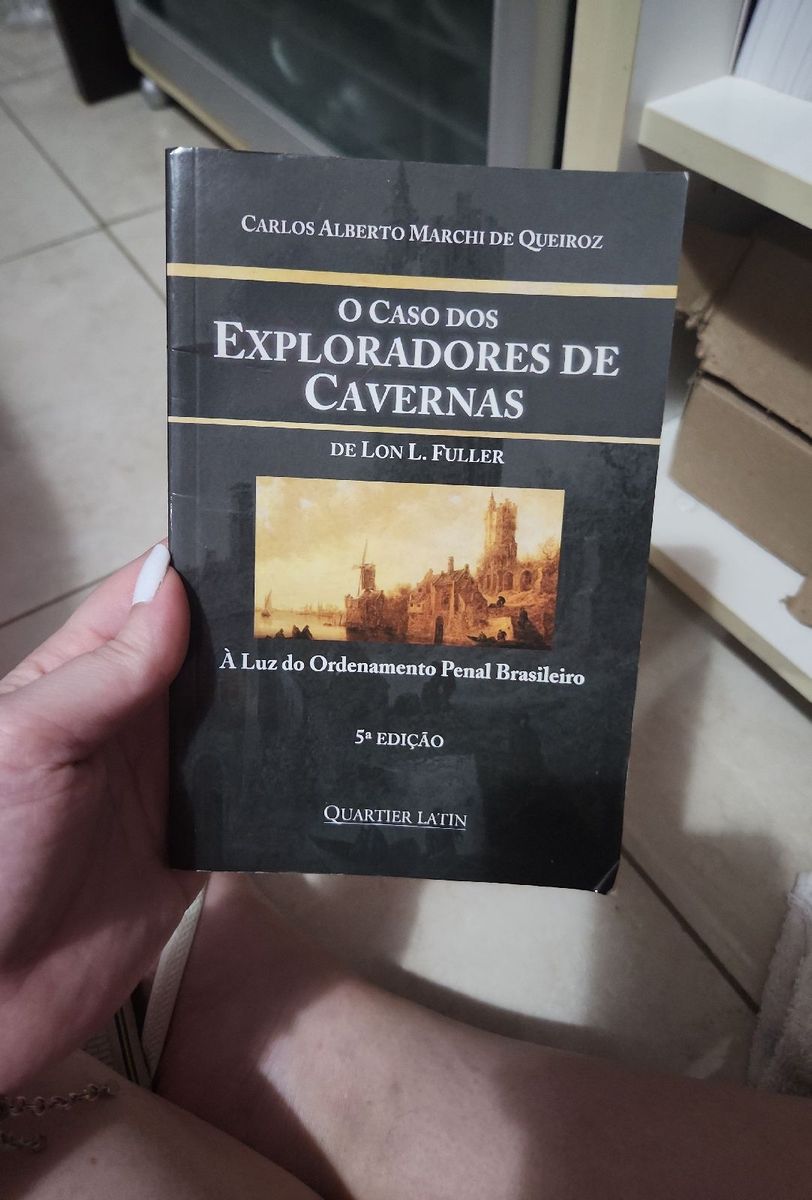 Carlos Alberto Marchi de Queiroz
O Caso dos
Exploradores de
Cavernas
de Lon L. Fuller
À Luz do Ordenamento Penal Brasileiro
5ª edição
Quartier Latin